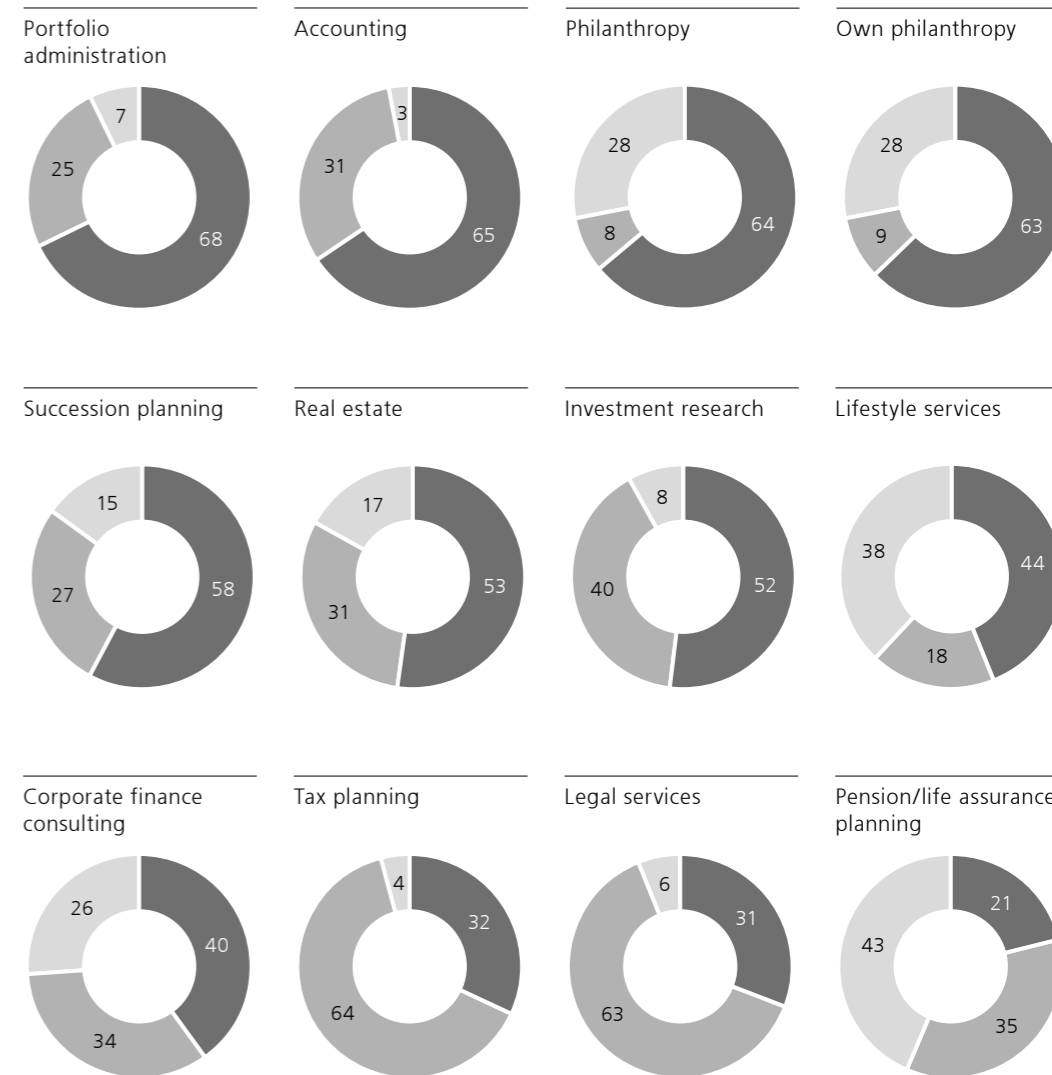 Portfolio
administration
Accounting
Philanthropy
Own philanthropy
7
25
68
3
31
65
28
8
64
28
9
63
Succession planning
Real estate
Investment research
Lifestyle services
15
27
58
17
31
53
8
40
52
38
18
44
Corporate finance
consulting
Tax planning
Legal services
Pension/life assurance
planning
26
34
40
4
64
32
6
63
31
43
35
21